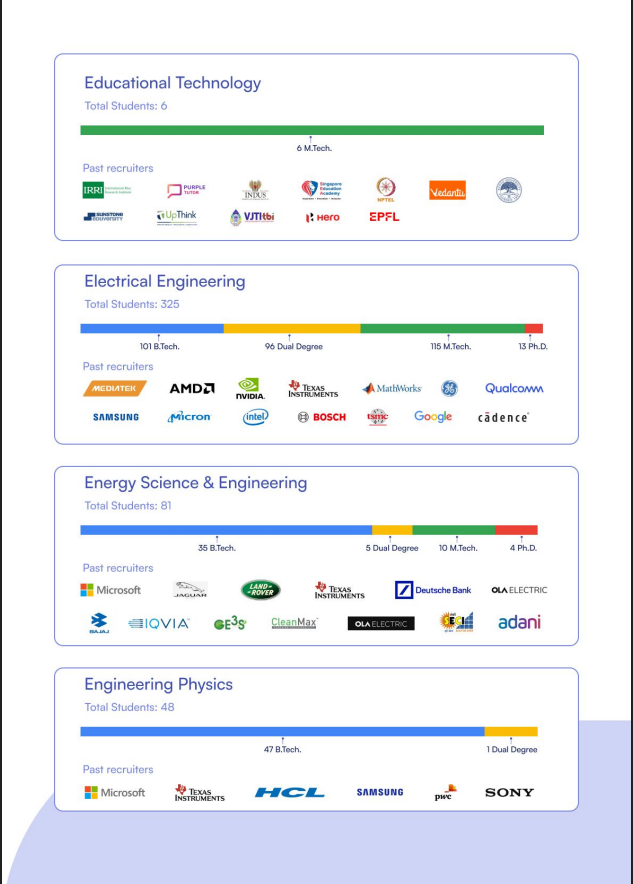 Educational Technology
Total Students: 6
6 M.Tech.
Past recruiters
IRRI International Rice Research Institute PURPLE TUTOR INDUS Singapore Education Academy NPTEL Vedantu
SUNSTONE EDUVERSITY UpThink VJTI tbi Hero EPFL
Electrical Engineering
Total Students: 325
101 B.Tech. 96 Dual Degree 115 M.Tech. 13 Ph.D.
Past recruiters
MEDIATEK AMD NVIDIA. TEXAS INSTRUMENTS MathWorks Qualcomm
SAMSUNG Micron intel BOSCH tsmc Google cādence
Energy Science & Engineering
Total Students: 81
35 B.Tech. 5 Dual Degree 10 M.Tech. 4 Ph.D.
Past recruiters
Microsoft JAGUAR LAND-ROVER TEXAS INSTRUMENTS Deutsche Bank OLA ELECTRIC
BAJAJ IQVIA GE³S CleanMax OLA ELECTRIC SECI adani
Engineering Physics
Total Students: 48
47 B.Tech. 1 Dual Degree
Past recruiters
Microsoft TEXAS INSTRUMENTS HCL SAMSUNG pwc SONY